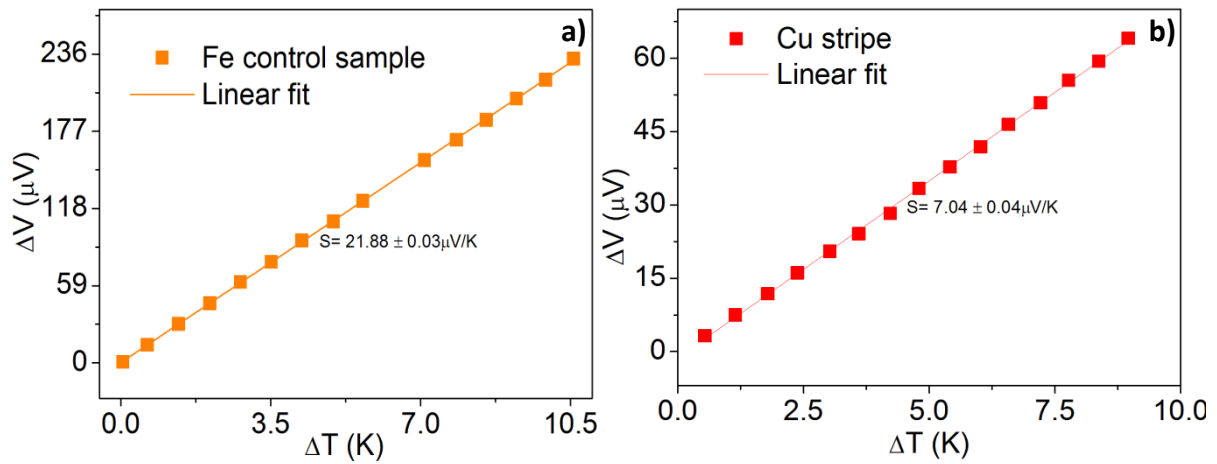 a)
Fe control sample
Linear fit
236
177
118
59
0
ΔV (μV)
S= 21.88 ± 0.03μV/K
0.0 3.5 7.0 10.5
ΔT (K)
b)
Cu stripe
Linear fit
60
45
30
15
0
ΔV (μV)
S= 7.04 ± 0.04μV/K
0.0 2.5 5.0 7.5 10.0
ΔT (K)